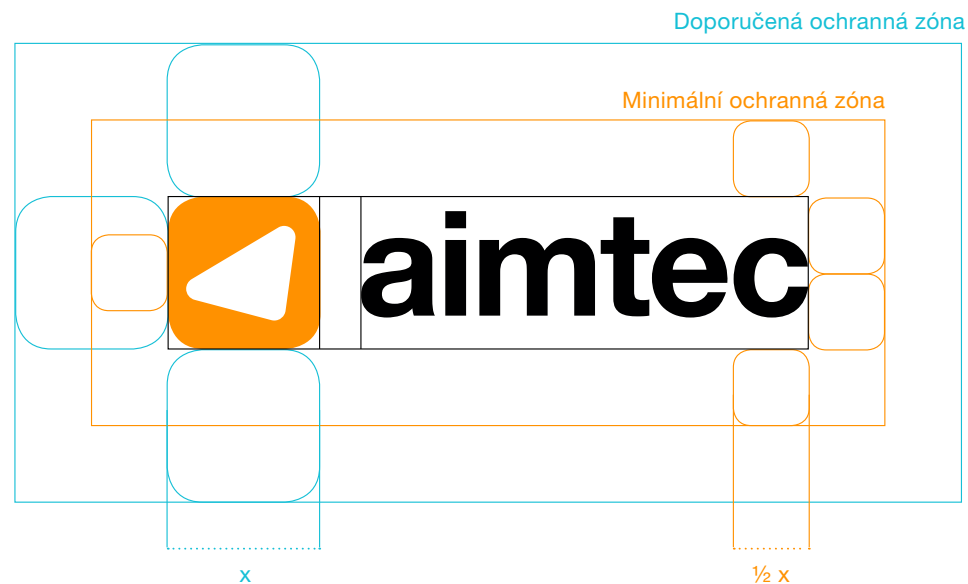 Doporučená ochranná zóna
Minimální ochranná zóna
aimtec
x
½ x